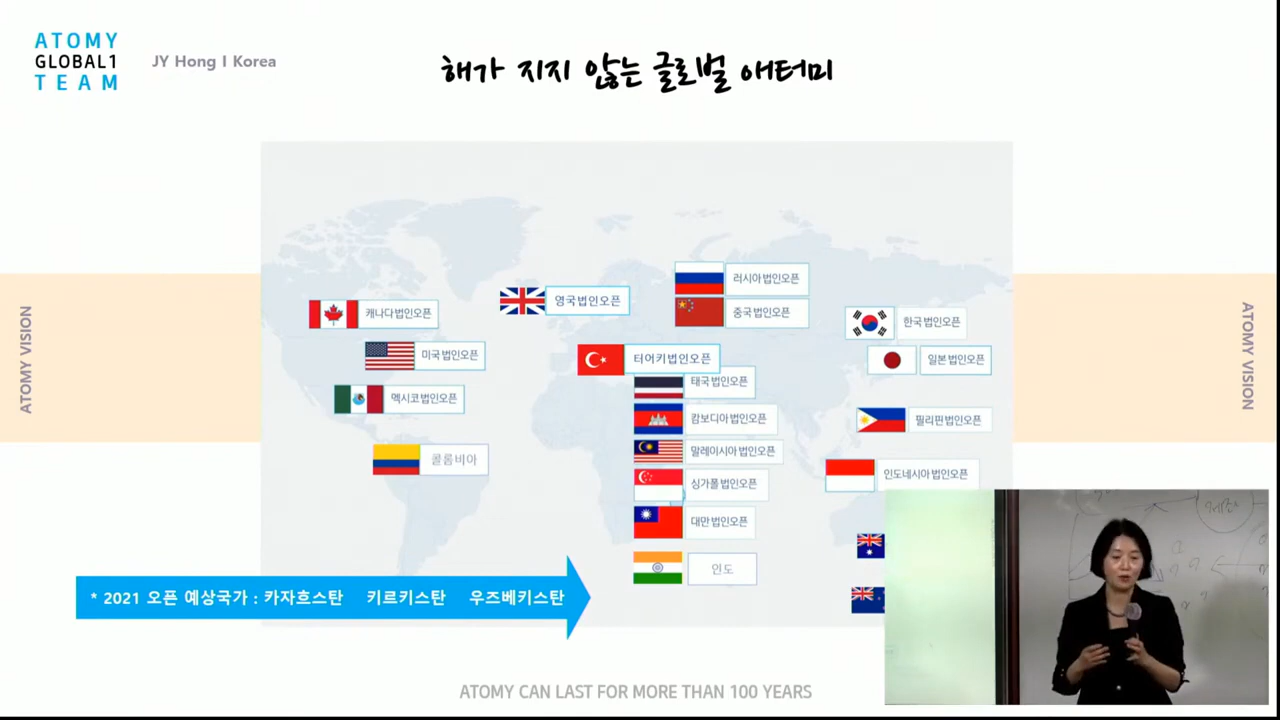 ATOMY
GLOBAL1
TEAM
JY Hong I Korea
해가 지지 않는 글로벌 애터미
러시아법인오픈
영국법인오픈
중국법인오픈
캐나다법인오픈
한국법인오픈
미국법인오픈
터어키법인오픈
일본법인오픈
태국법인오픈
멕시코법인오픈
캄보디아법인오픈
필리핀법인오픈
말레이시아법인오픈
콜롬비아
인도네시아법인오픈
싱가폴법인오픈
대만법인오픈
인도
* 2021 오픈 예상국가 : 카자흐스탄 키르키스탄 우즈베키스탄
ATOMY VISION
ATOMY VISION
ATOMY CAN LAST FOR MORE THAN 100 YEARS